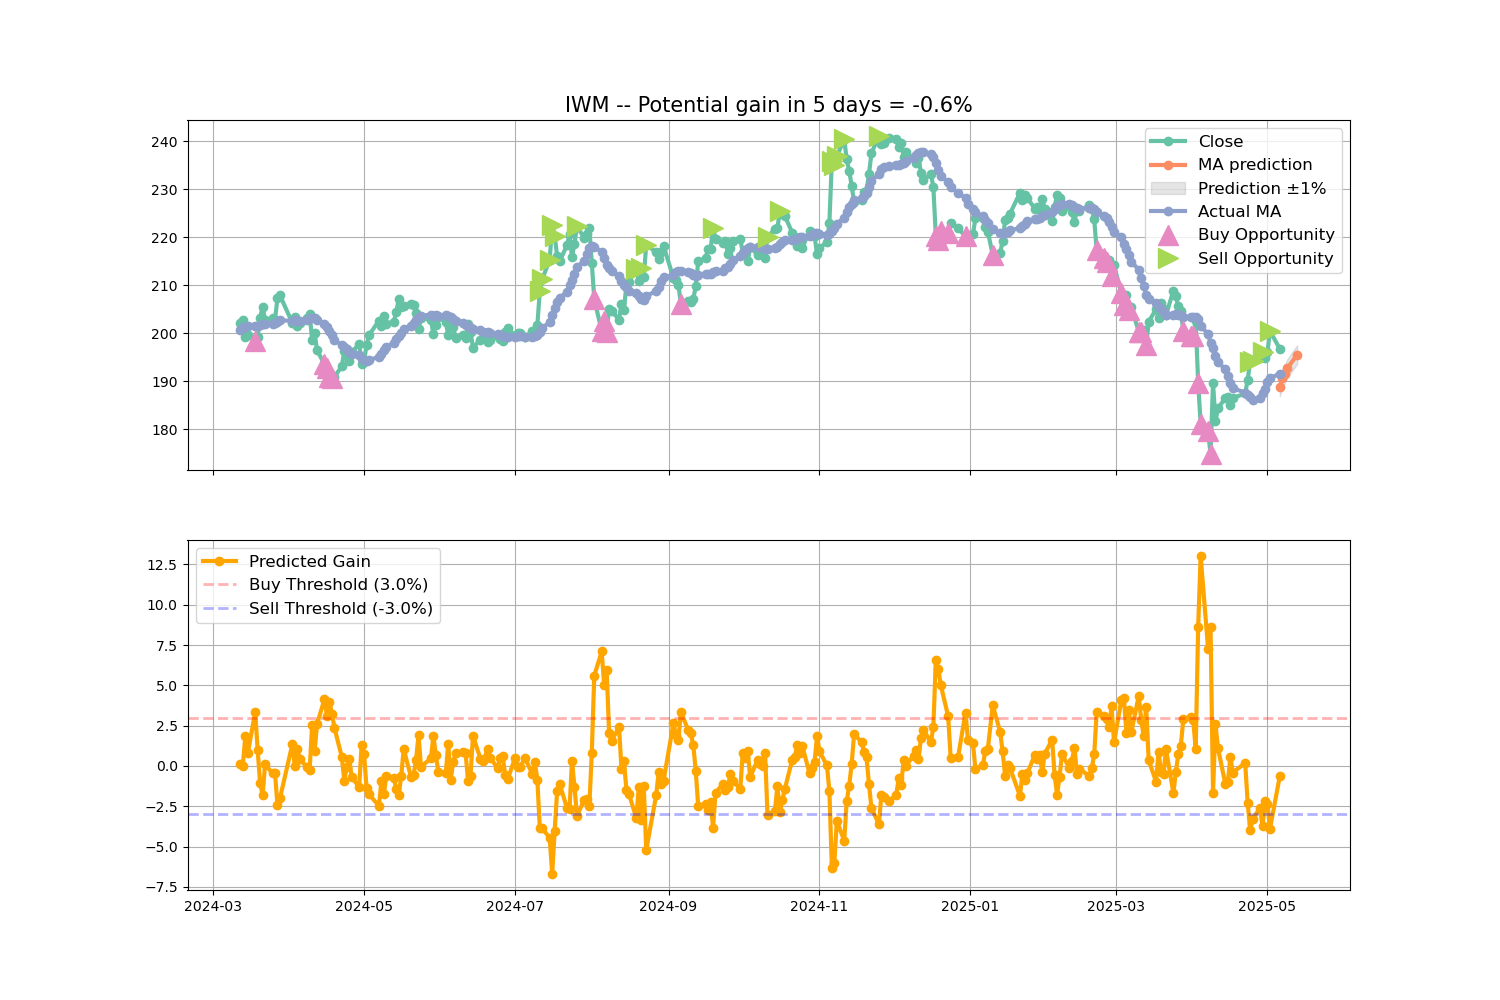 IWM -- Potential gain in 5 days = -0.6%
240
230
220
210
200
190
180
Close
MA prediction
Prediction ±1%
Actual MA
Buy Opportunity
Sell Opportunity
12.5
10.0
7.5
5.0
2.5
0.0
−2.5
−5.0
−7.5
Predicted Gain
Buy Threshold (3.0%)
Sell Threshold (-3.0%)
2024-03 2024-05 2024-07 2024-09 2024-11 2025-01 2025-03 2025-05